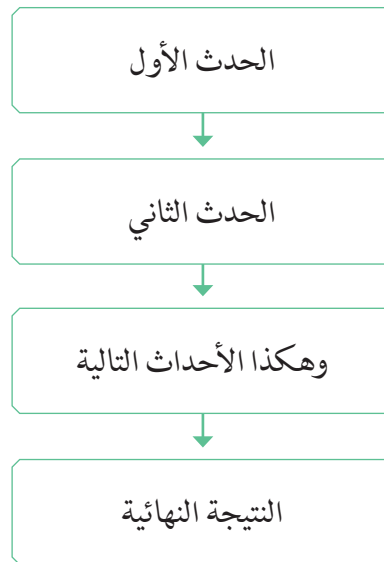 الحدث الأول
الحدث الثاني
وهكذا الأحداث التالية
النتيجة النهائية